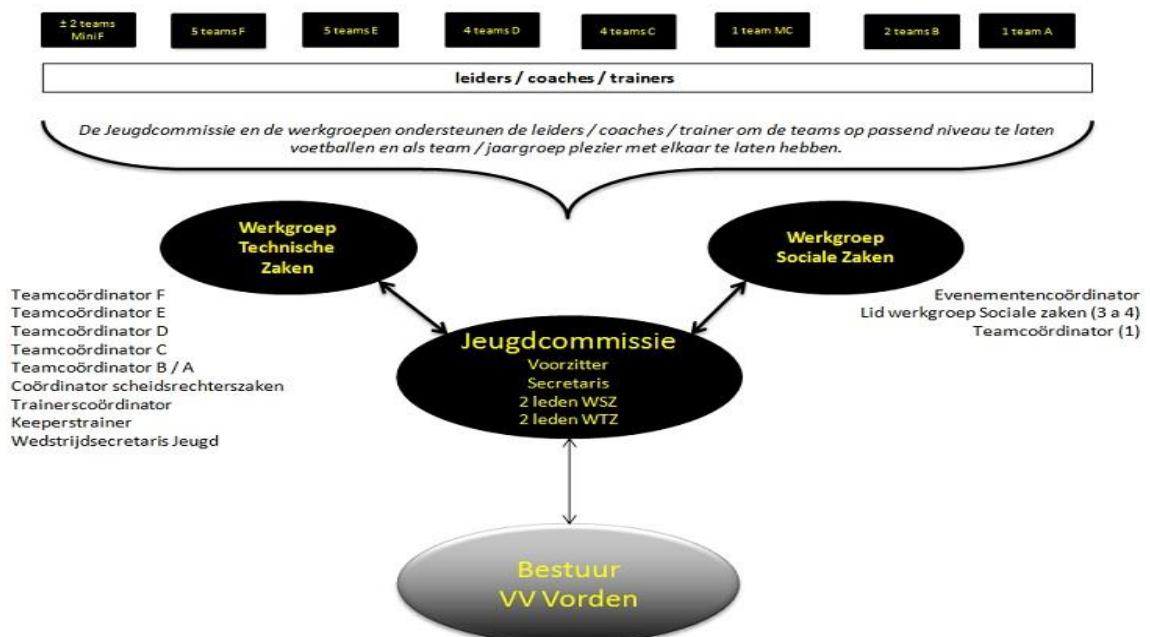 ± 2 teams
Mini F
5 teams F
5 teams E
4 teams D
4 teams C
1 team MC
2 teams B
1 team A
leiders / coaches / trainers
De Jeugdcommissie en de werkgroepen ondersteunen de leiders / coaches / trainer om de teams op passend niveau te laten
voetballen en als team / jaargroep plezier met elkaar te laten hebben.
Werkgroep
Technische
Zaken
Werkgroep
Sociale Zaken
Teamcoördinator F
Teamcoördinator E
Teamcoördinator D
Teamcoördinator C
Teamcoördinator B / A
Coördinator scheidsrechterszaken
Trainerscoördinator
Keeperstrainer
Wedstrijdsecretaris Jeugd
Evenementencoördinator
Lid werkgroep Sociale zaken (3 a 4)
Teamcoördinator (1)
Jeugdcommissie
Voorzitter
Secretaris
2 leden WSZ
2 leden WTZ
Bestuur
VV Vorden